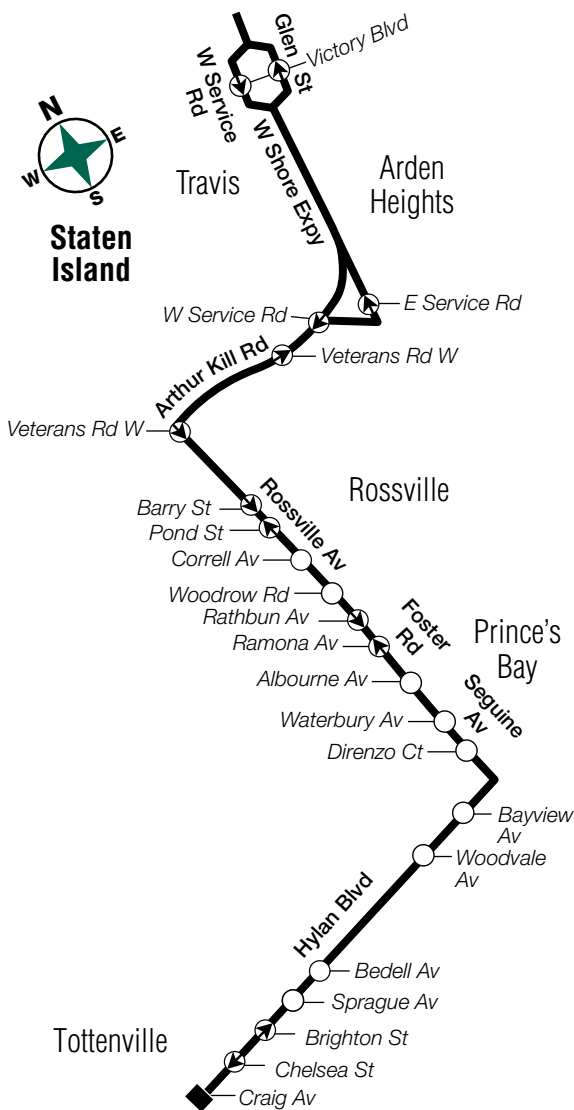 Glen
St
Victory Blvd
W Service
Rd
N
E
W
S
Staten
Island
Travis
W Shore Expy
Arden
Heights
W Service Rd
E Service Rd
Arthur Kill Rd
Veterans Rd W
Veterans Rd W
Rossville
Barry St
Rossville Av
Pond St
Correll Av
Woodrow Rd
Rathbun Av
Foster
Rd
Ramona Av
Prince's
Bay
Albourne Av
Seguine
Av
Waterbury Av
Direnzo Ct
Bayview
Av
Woodvale
Av
Hylan Blvd
Bedell Av
Sprague Av
Tottenville
Brighton St
Chelsea St
Craig Av